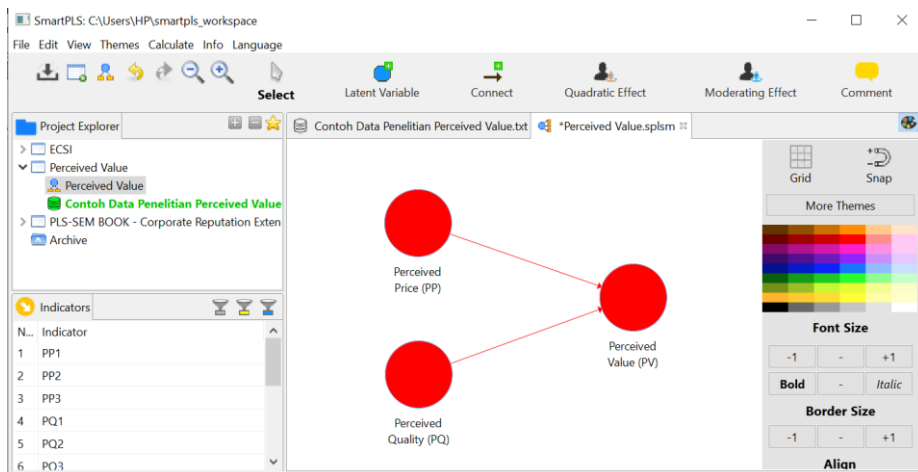 SmartPLS: C:\Users\HP\smartpls_workspace
File Edit View Themes Calculate Info Language
Select
Latent Variable
Connect
Quadratic Effect
Moderating Effect
Comment
Project Explorer
ECSI
Perceived Value
Perceived Value
Contoh Data Penelitian Perceived Value
PLS-SEM BOOK - Corporate Reputation Exten
Archive
Indicators
N... Indicator
1 PP1
2 PP2
3 PP3
4 PQ1
5 PQ2
6 PQ3
Contoh Data Penelitian Perceived Value.txt
*Perceived Value.splsm
Perceived
Price (PP)
Perceived
Quality (PQ)
Perceived
Value (PV)
Grid
Snap
More Themes
Font Size
-1 - +1
Bold - Italic
Border Size
-1 - +1
Align